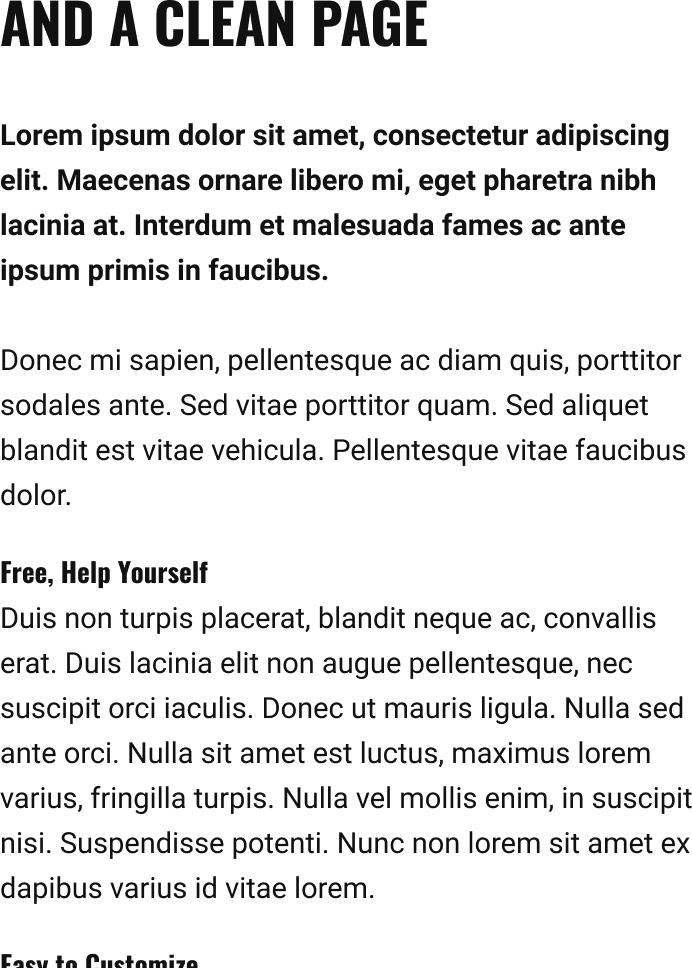 AND A CLEAN PAGE
Lorem ipsum dolor sit amet, consectetur adipiscing
elit. Maecenas ornare libero mi, eget pharetra nibh
lacinia at. Interdum et malesuada fames ac ante
ipsum primis in faucibus.
Donec mi sapien, pellentesque ac diam quis, porttitor
sodales ante. Sed vitae porttitor quam. Sed aliquet
blandit est vitae vehicula. Pellentesque vitae faucibus
dolor.
Free, Help Yourself
Duis non turpis placerat, blandit neque ac, convallis
erat. Duis lacinia elit non augue pellentesque, nec
suscipit orci iaculis. Donec ut mauris ligula. Nulla sed
ante orci. Nulla sit amet est luctus, maximus lorem
varius, fringilla turpis. Nulla vel mollis enim, in suscipit
nisi. Suspendisse potenti. Nunc non lorem sit amet ex
dapibus varius id vitae lorem.
Easy to Customize